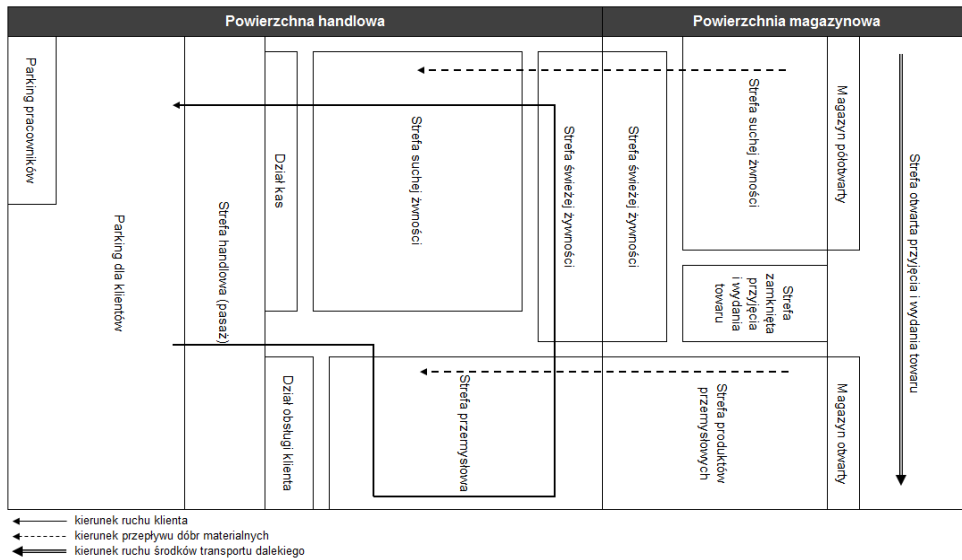 Powierzchna handlowa
Powierzchnia magazynowa
Parking pracowników
Parking dla klientów
Strefa handlowa (pasaż)
Dział kas
Strefa suchej żwności
Strefa świeżej żywności
Strefa świeżej żywności
Strefa suchej żwności
Magazyn półotwarty
Strefa otwarta przyjęcia i wydania towaru
Strefa
zamknięta
przyjęcia
i wydania
towaru
Dział obsługi klienta
Strefa przemysłowa
Strefa produktów
przemysłowych
Magazyn otwarty
kierunek ruchu klienta
kierunek przepływu dóbr materialnych
kierunek ruchu środków transportu dalekiego